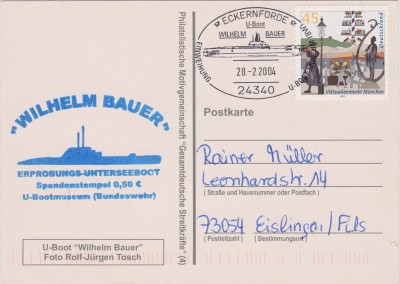 "WILHELM BAUER"
ERPROBUNGS-UNTERSEEBOOT
Spendenstempel 0,50 €
U-Bootmuseum (Bundeswehr)
U-Boot "Wilhelm Bauer"
Foto Rolf-Jürgen Tosch
Philatelistische Motivgemeinschaft "Gesamtdeutsche Streitkräfte" (4)
ECKERNFÖRDE
U-Boot
WILHELM BAUER
EINWEIHUNG
28.-2.2004
24340
45
Deutschland
Viktualienmarkt München
Postkarte
Rainer Müller
Leonhardstr. 14
(Straße und Hausnummer oder Postfach)
73054 Eislingen/Fils
(Postleitzahl) (Bestimmungsort)